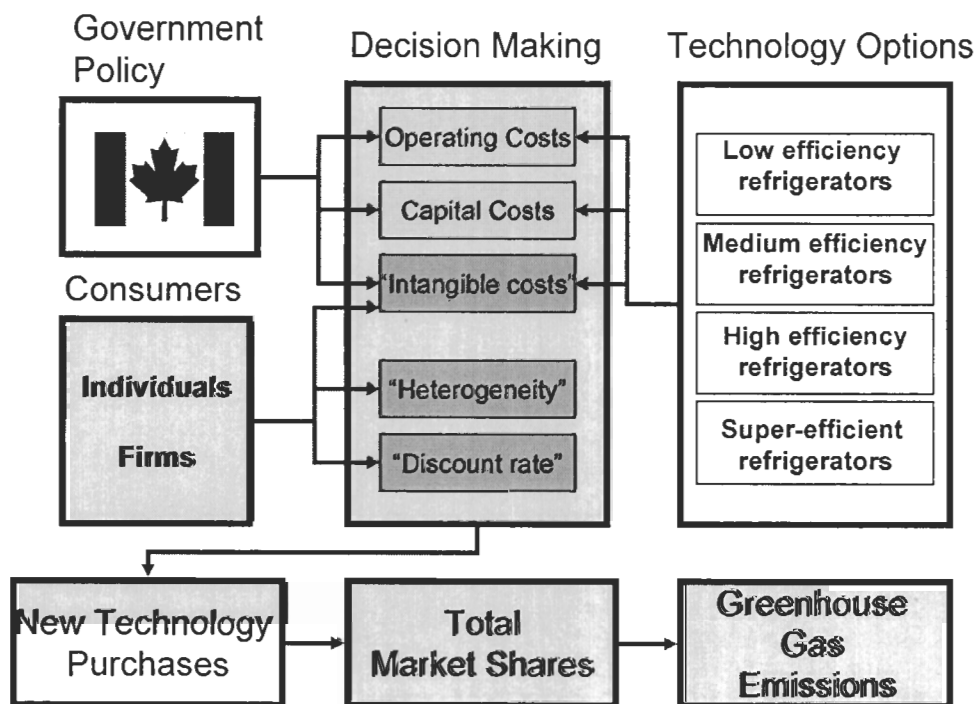 Government
Policy
Decision Making
Technology Options
Operating Costs
Capital Costs
"Intangible costs"
"Heterogeneity"
"Discount rate"
Low efficiency
refrigerators
Medium efficiency
refrigerators
High efficiency
refrigerators
Super-efficient
refrigerators
Consumers
Individuals
Firms
New Technology
Purchases
Total
Market Shares
Greenhouse
Gas
Emissions